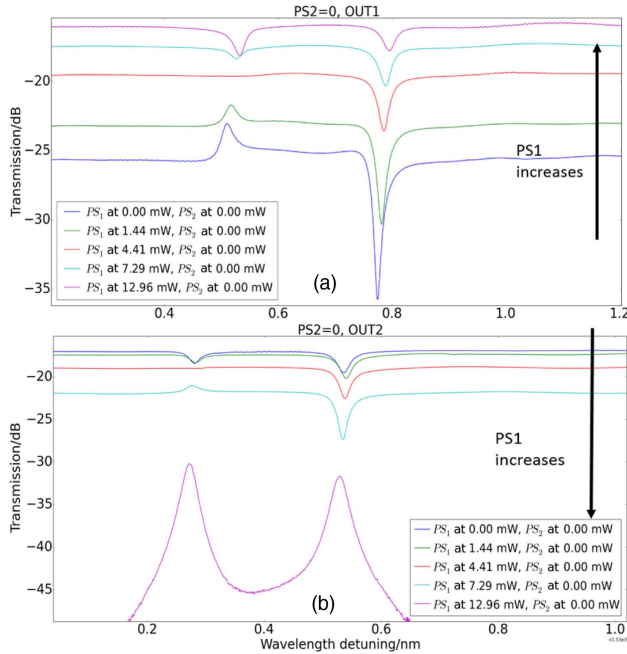 PS2=0, OUT1
−20
−25
−30
−35
Transmission/dB
PS1
increases
PS₁ at 0.00 mW, PS₂ at 0.00 mW
PS₁ at 1.44 mW, PS₂ at 0.00 mW
PS₁ at 4.41 mW, PS₂ at 0.00 mW
PS₁ at 7.29 mW, PS₂ at 0.00 mW
PS₁ at 12.96 mW, PS₂ at 0.00 mW
(a)
0.4 0.6 0.8 1.0 1.2
PS2=0, OUT2
−20
−25
−30
−35
−40
−45
Transmission/dB
PS1
increases
PS₁ at 0.00 mW, PS₂ at 0.00 mW
PS₁ at 1.44 mW, PS₂ at 0.00 mW
PS₁ at 4.41 mW, PS₂ at 0.00 mW
PS₁ at 7.29 mW, PS₂ at 0.00 mW
PS₁ at 12.96 mW, PS₂ at 0.00 mW
(b)
0.2 0.4 0.6 0.8 1.0
Wavelength detuning/nm